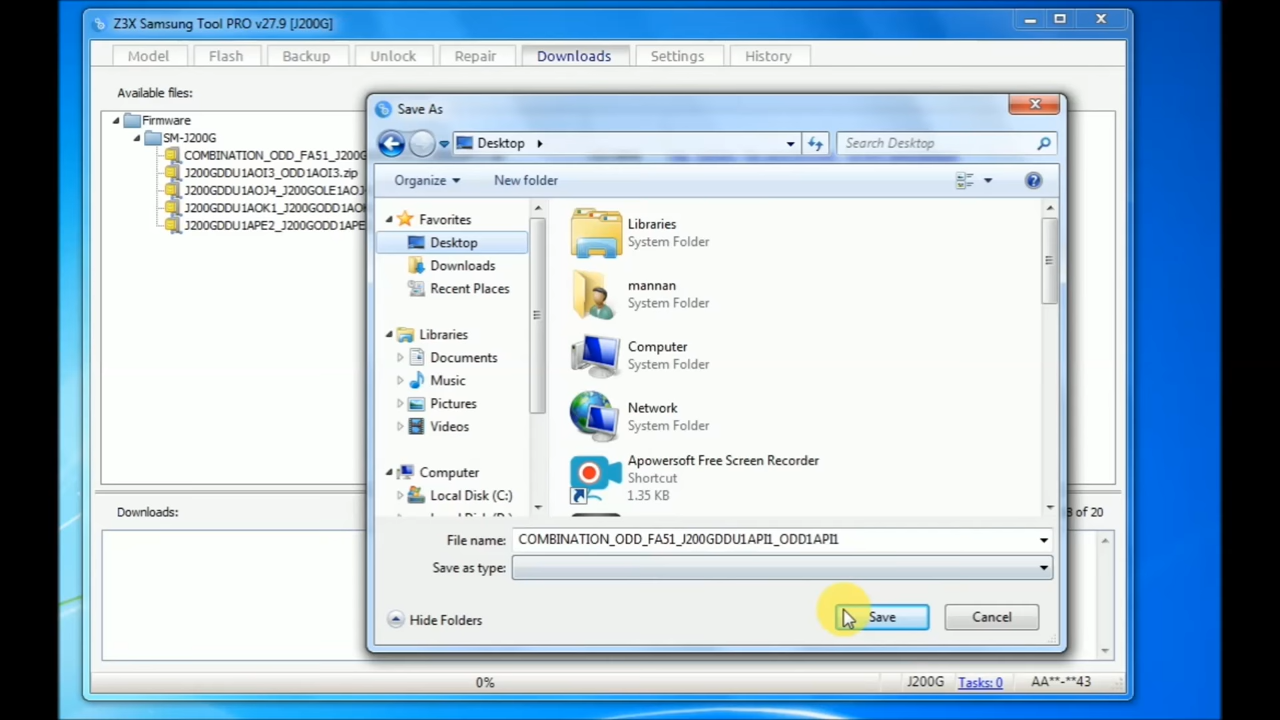 Z3X Samsung Tool PRO v27.9 [J200G]
Model Flash Backup Unlock Repair Downloads Settings History
Available files:
Firmware
SM-J200G
COMBINATION_ODD_FA51_J200G
J200GDDU1AOI3_ODD1AOI3.zip
J200GDDU1AOJ4_J200GOLE1AOJ
J200GDDU1AOK1_J200GODD1AO
J200GDDU1APE2_J200GODD1APE
Save As
Desktop
Search Desktop
Organize New folder
Favorites
Desktop
Downloads
Recent Places
Libraries
Documents
Music
Pictures
Videos
Computer
Local Disk (C:)
Libraries
System Folder
mannan
System Folder
Computer
System Folder
Network
System Folder
Apowersoft Free Screen Recorder
Shortcut
1.35 KB
File name: COMBINATION_ODD_FA51_J200GDDU1API1_ODD1API1
Save as type:
Hide Folders Save Cancel
Downloads:
of 20
0%
J200G Tasks: 0 AA**-**43